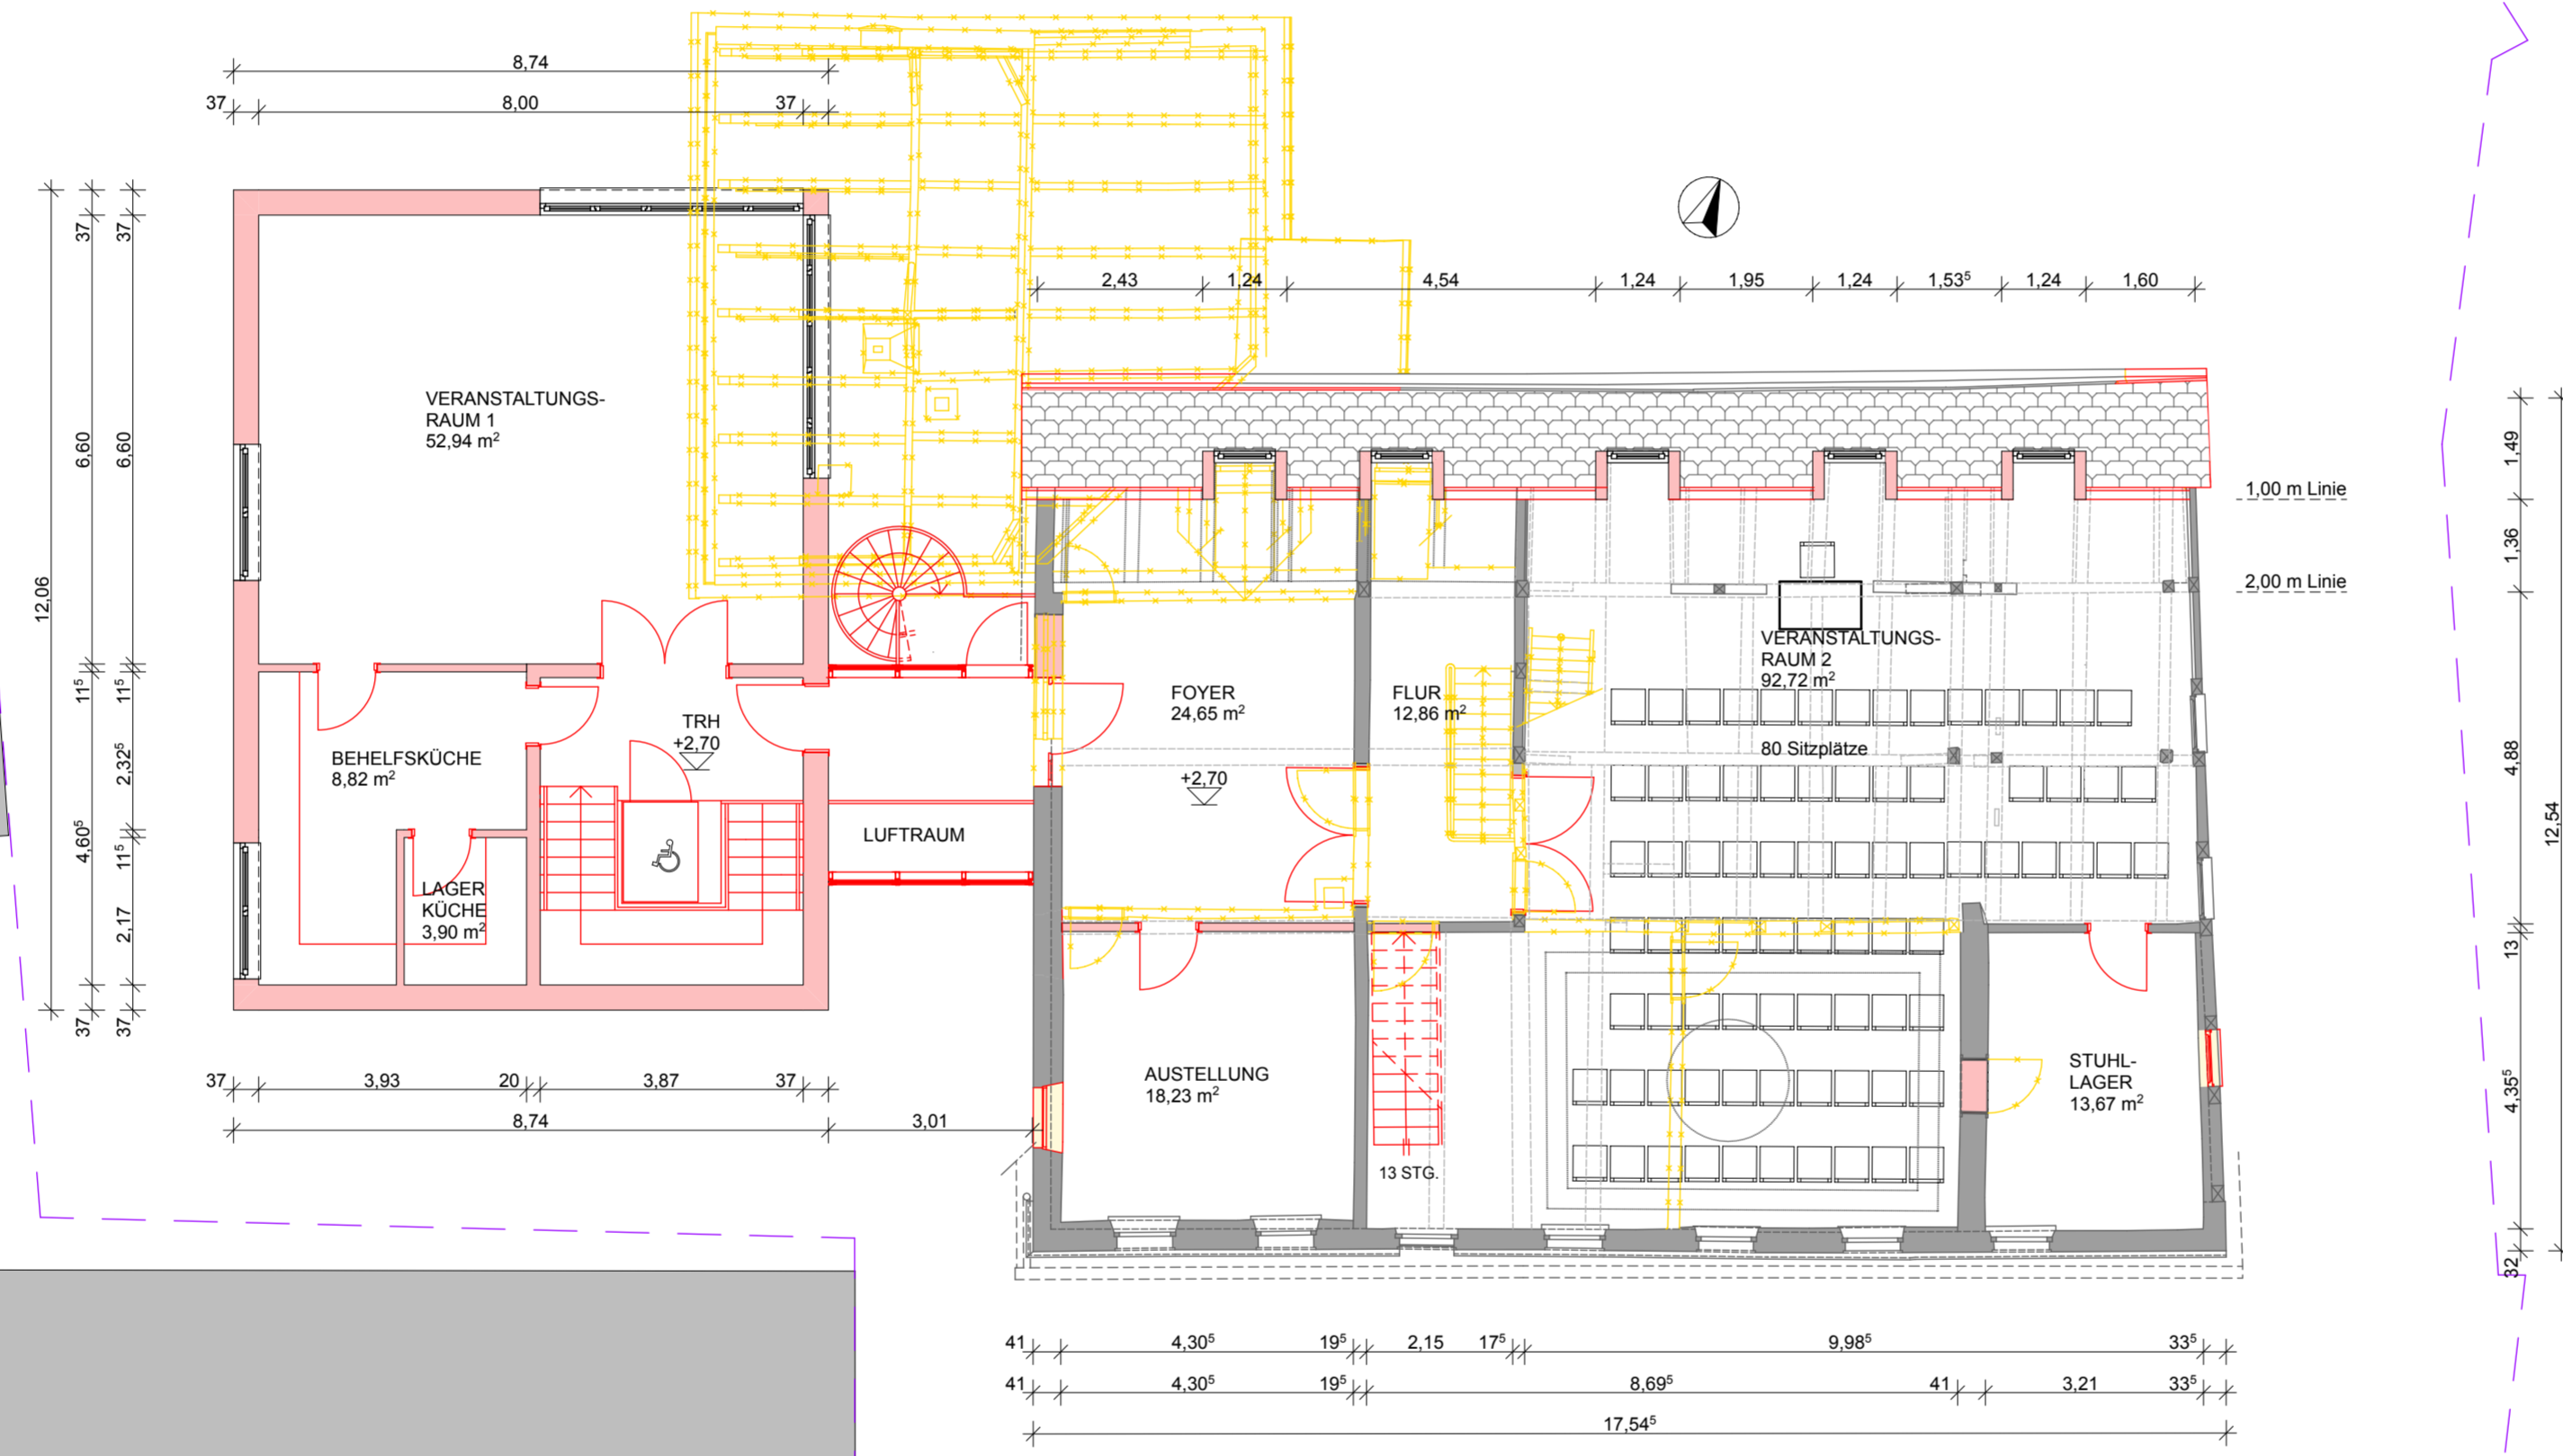 8,74
37 8,00 37
2,43 1,24 4,54 1,24 1,95 1,24 1,53⁵ 1,24 1,60
VERANSTALTUNGS-
RAUM 1
52,94 m²
1,00 m Linie
2,00 m Linie
VERANSTALTUNGS-
RAUM 2
92,72 m²
80 Sitzplätze
FOYER
24,65 m²
+2,70
FLUR
12,86 m²
TRH
+2,70
BEHELFSKÜCHE
8,82 m²
LUFTRAUM
LAGER
KÜCHE
3,90 m²
AUSTELLUNG
18,23 m²
13 STG.
STUHL-
LAGER
13,67 m²
12,06
37 6,60 11⁵ 4,60⁵ 37
37 6,60 11⁵ 2,32⁵ 11⁵ 2,17 37
1,49 1,36 4,88 13 4,35⁵ 32
12,54
37 3,93 20 3,87 37
8,74 3,01
41 4,30⁵ 19⁵ 2,15 17⁵ 9,98⁵ 33⁵
41 4,30⁵ 19⁵ 8,69⁵ 41 3,21 33⁵
17,54⁵